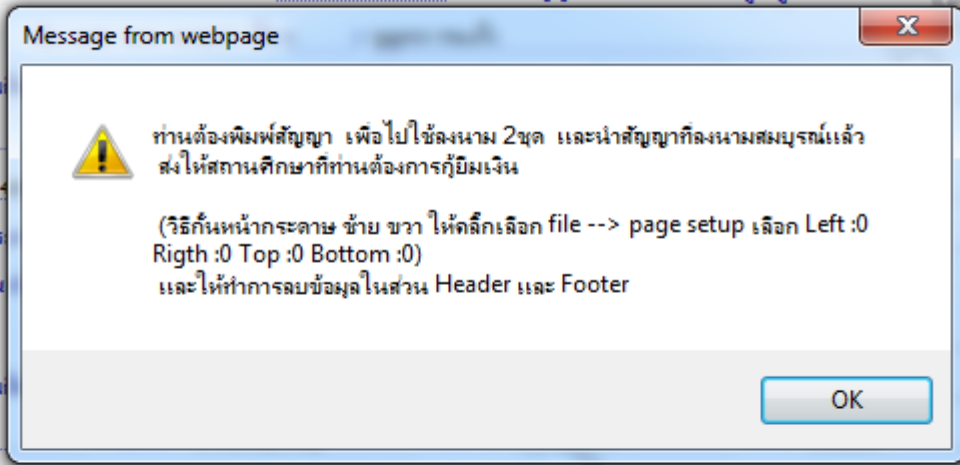 Message from webpage
ท่านต้องพิมพ์สัญญา เพื่อไปใช้ลงนาม 2ชุด และนำสัญญาที่ลงนามสมบุรณ์แล้ว
ส่งให้สถานศึกษาที่ท่านต้องการกู้ยืมเงิน
(วิธีกั้นหน้ากระดาษ ซ้าย ขวา ให้คลิ๊กเลือก file --> page setup เลือก Left :0
Rigth :0 Top :0 Bottom :0)
และให้ทำการลบข้อมูลในส่วน Header และ Footer
OK